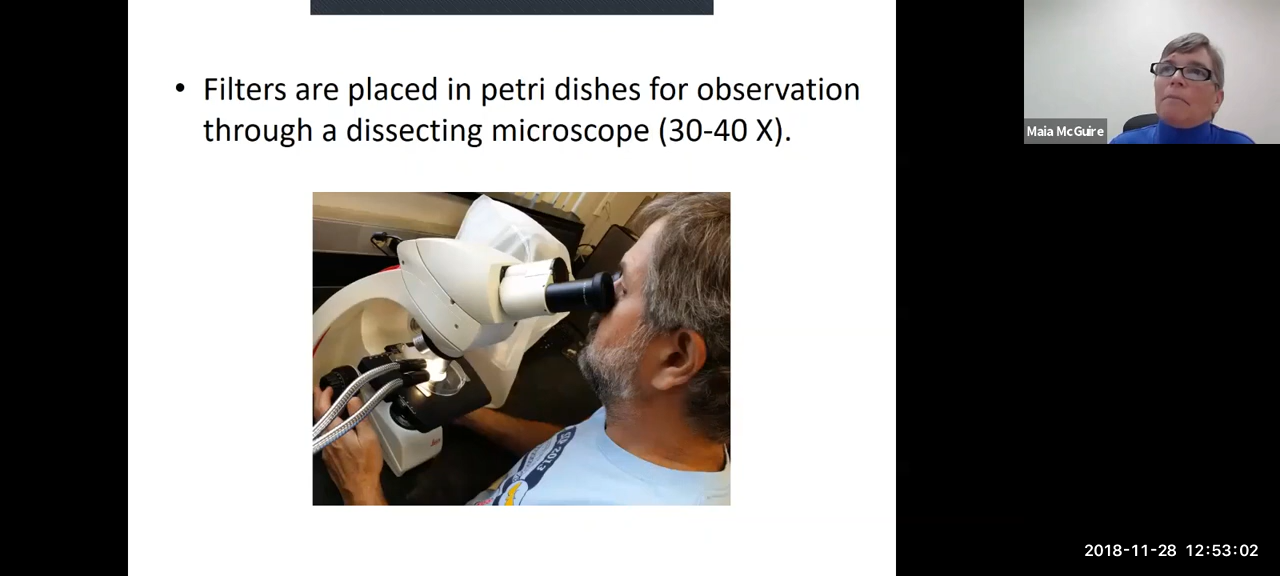 • Filters are placed in petri dishes for observation
through a dissecting microscope (30-40 X).
Maia McGuire
2018-11-28 12:53:02